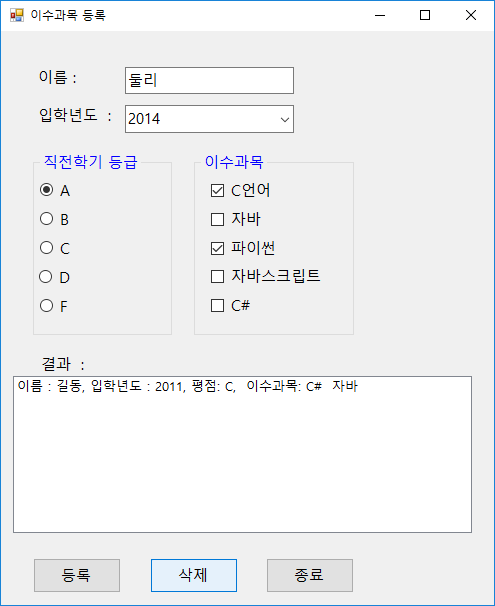 이수과목 등록
이름 : 둘리
입학년도 : 2014
직전학기 등급
A
B
C
D
F
이수과목
C언어
자바
파이썬
자바스크립트
C#
결과 :
이름 : 길동, 입학년도 : 2011, 평점: C, 이수과목: C# 자바
등록 삭제 종료